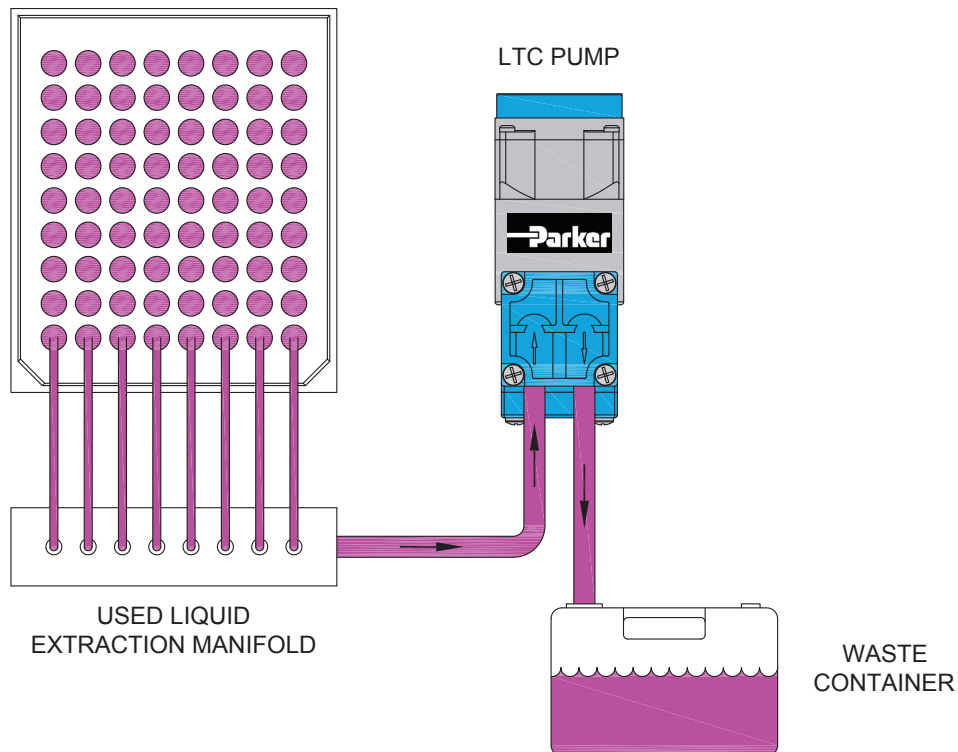 LTC PUMP
Parker
USED LIQUID
EXTRACTION MANIFOLD
WASTE
CONTAINER